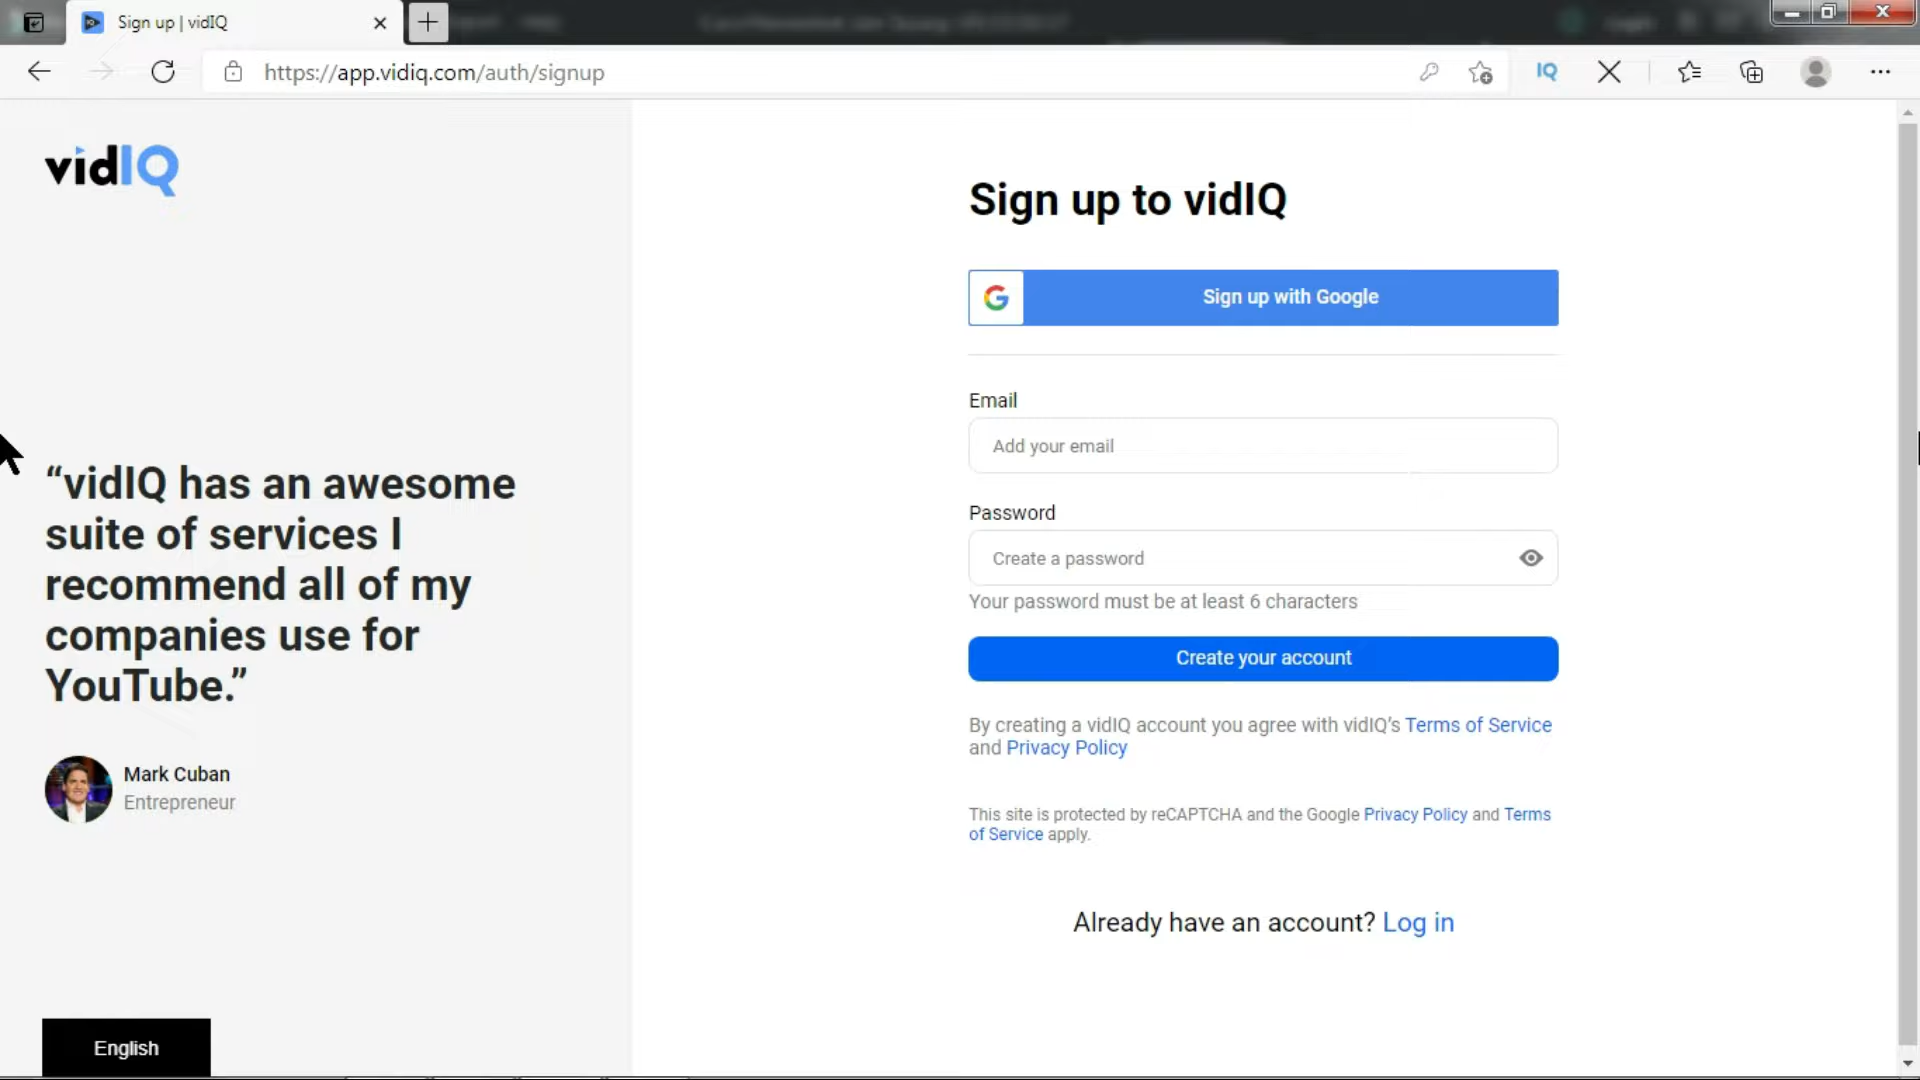 Sign up | vidIQ
https://app.vidiq.com/auth/signup
IQ
vidIQ
“vidIQ has an awesome
suite of services I
recommend all of my
companies use for
YouTube.”
Mark Cuban
Entrepreneur
English
Sign up to vidIQ
G
Sign up with Google
Email
Add your email
Password
Create a password
Your password must be at least 6 characters
Create your account
By creating a vidIQ account you agree with vidIQ’s Terms of Service
and Privacy Policy
This site is protected by reCAPTCHA and the Google Privacy Policy and Terms
of Service apply.
Already have an account? Log in